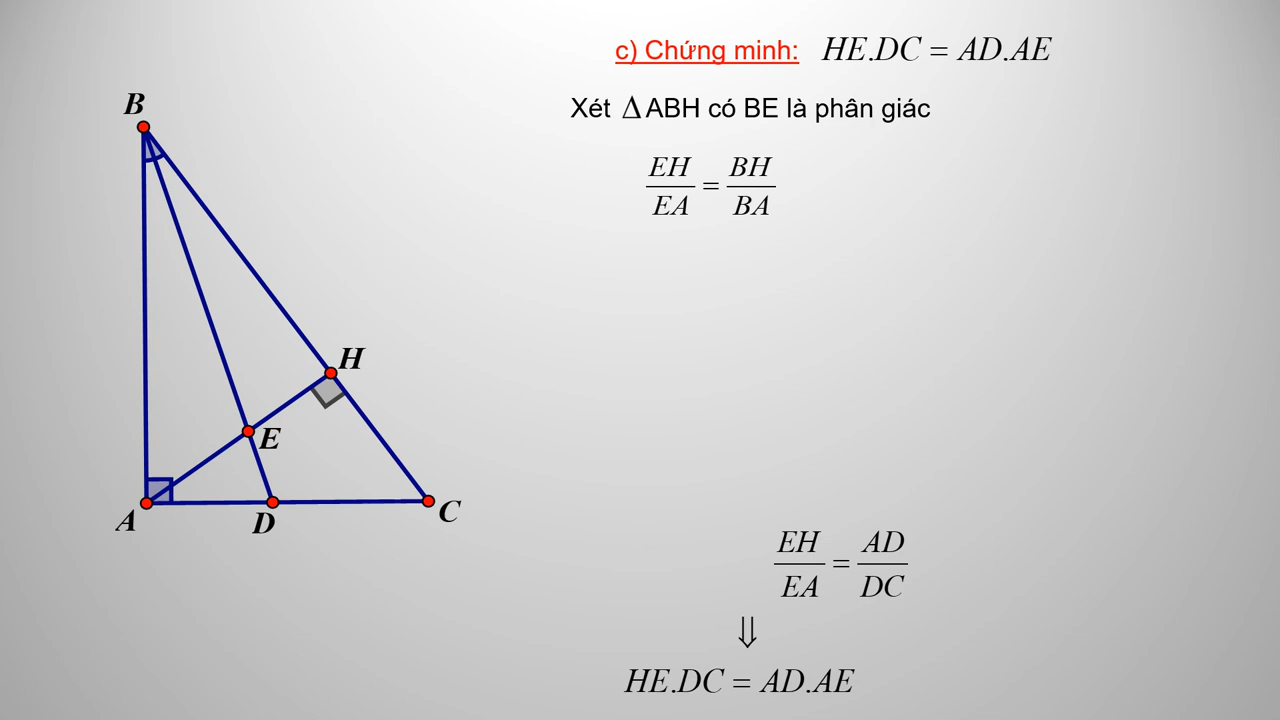 c) Chứng minh: HE.DC = AD.AE
Xét Δ ABH có BE là phân giác
EH/EA = BH/BA
B
H
E
A
D
C
EH/EA = AD/DC
⇓
HE.DC = AD.AE